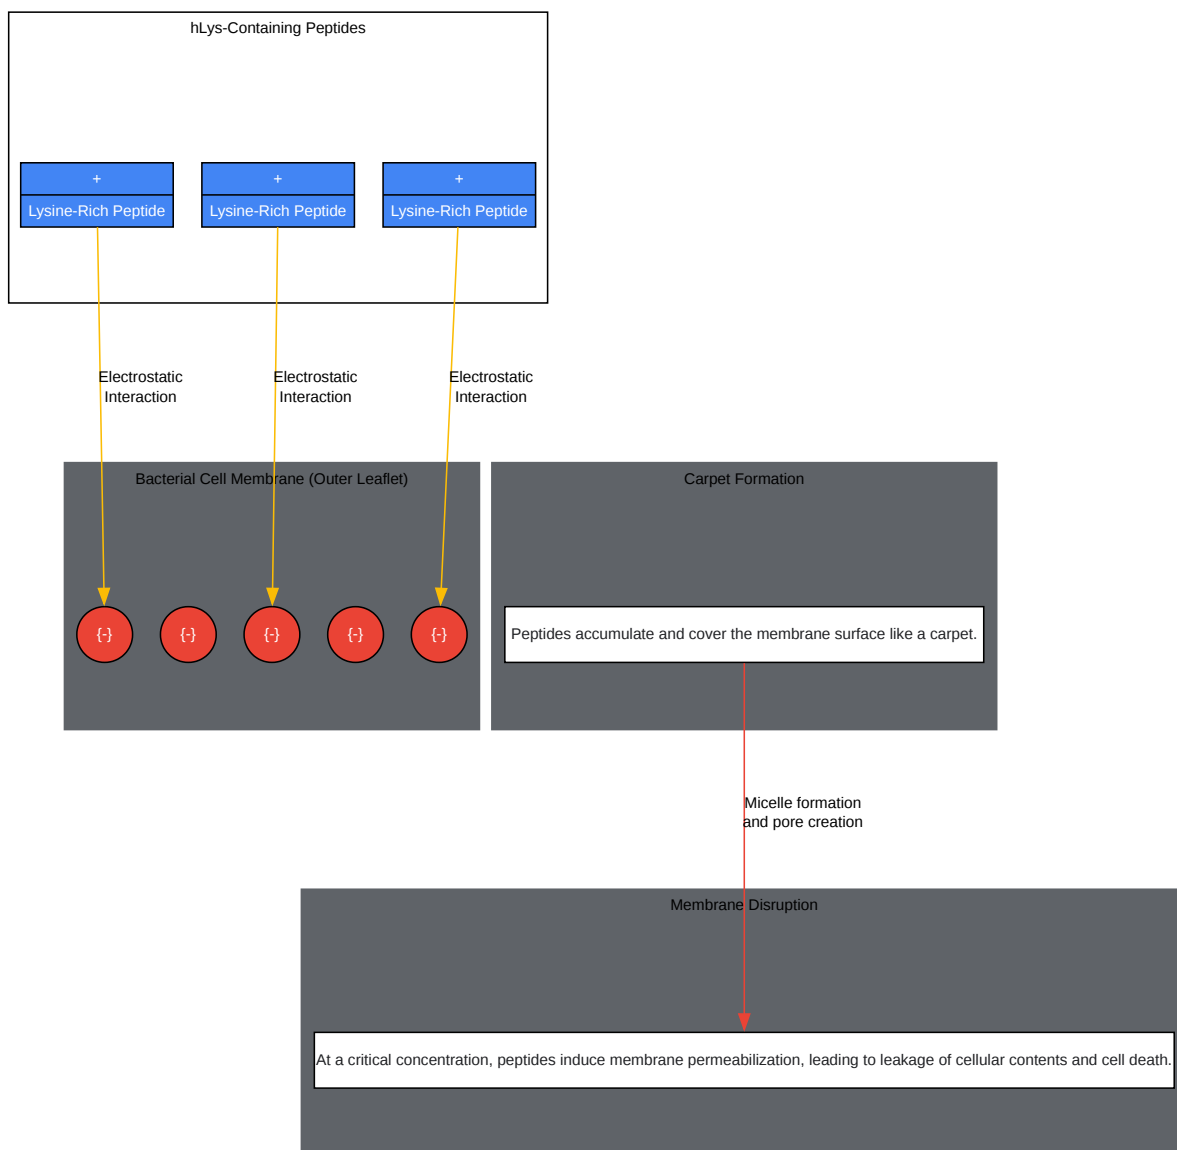 hLys-Containing Peptides
+
+
+
Lysine-Rich Peptide
Lysine-Rich Peptide
Lysine-Rich Peptide
Electrostatic
Interaction
Electrostatic
Interaction
Electrostatic
Interaction
Bacterial Cell Membrane (Outer Leaflet)
{-}
{-}
{-}
{-}
{-}
Carpet Formation
Peptides accumulate and cover the membrane surface like a carpet.
Micelle formation
and pore creation
Membrane Disruption
At a critical concentration, peptides induce membrane permeabilization, leading to leakage of cellular contents and cell death.